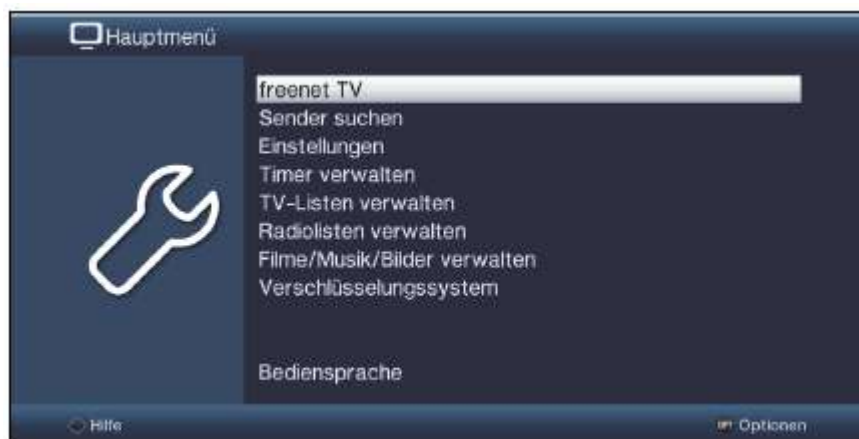 Hauptmenü
freenet TV
Sender suchen
Einstellungen
Timer verwalten
TV-Listen verwalten
Radiolisten verwalten
Filme/Musik/Bilder verwalten
Verschlüsselungssystem
Bediensprache
Hilfe
Optionen